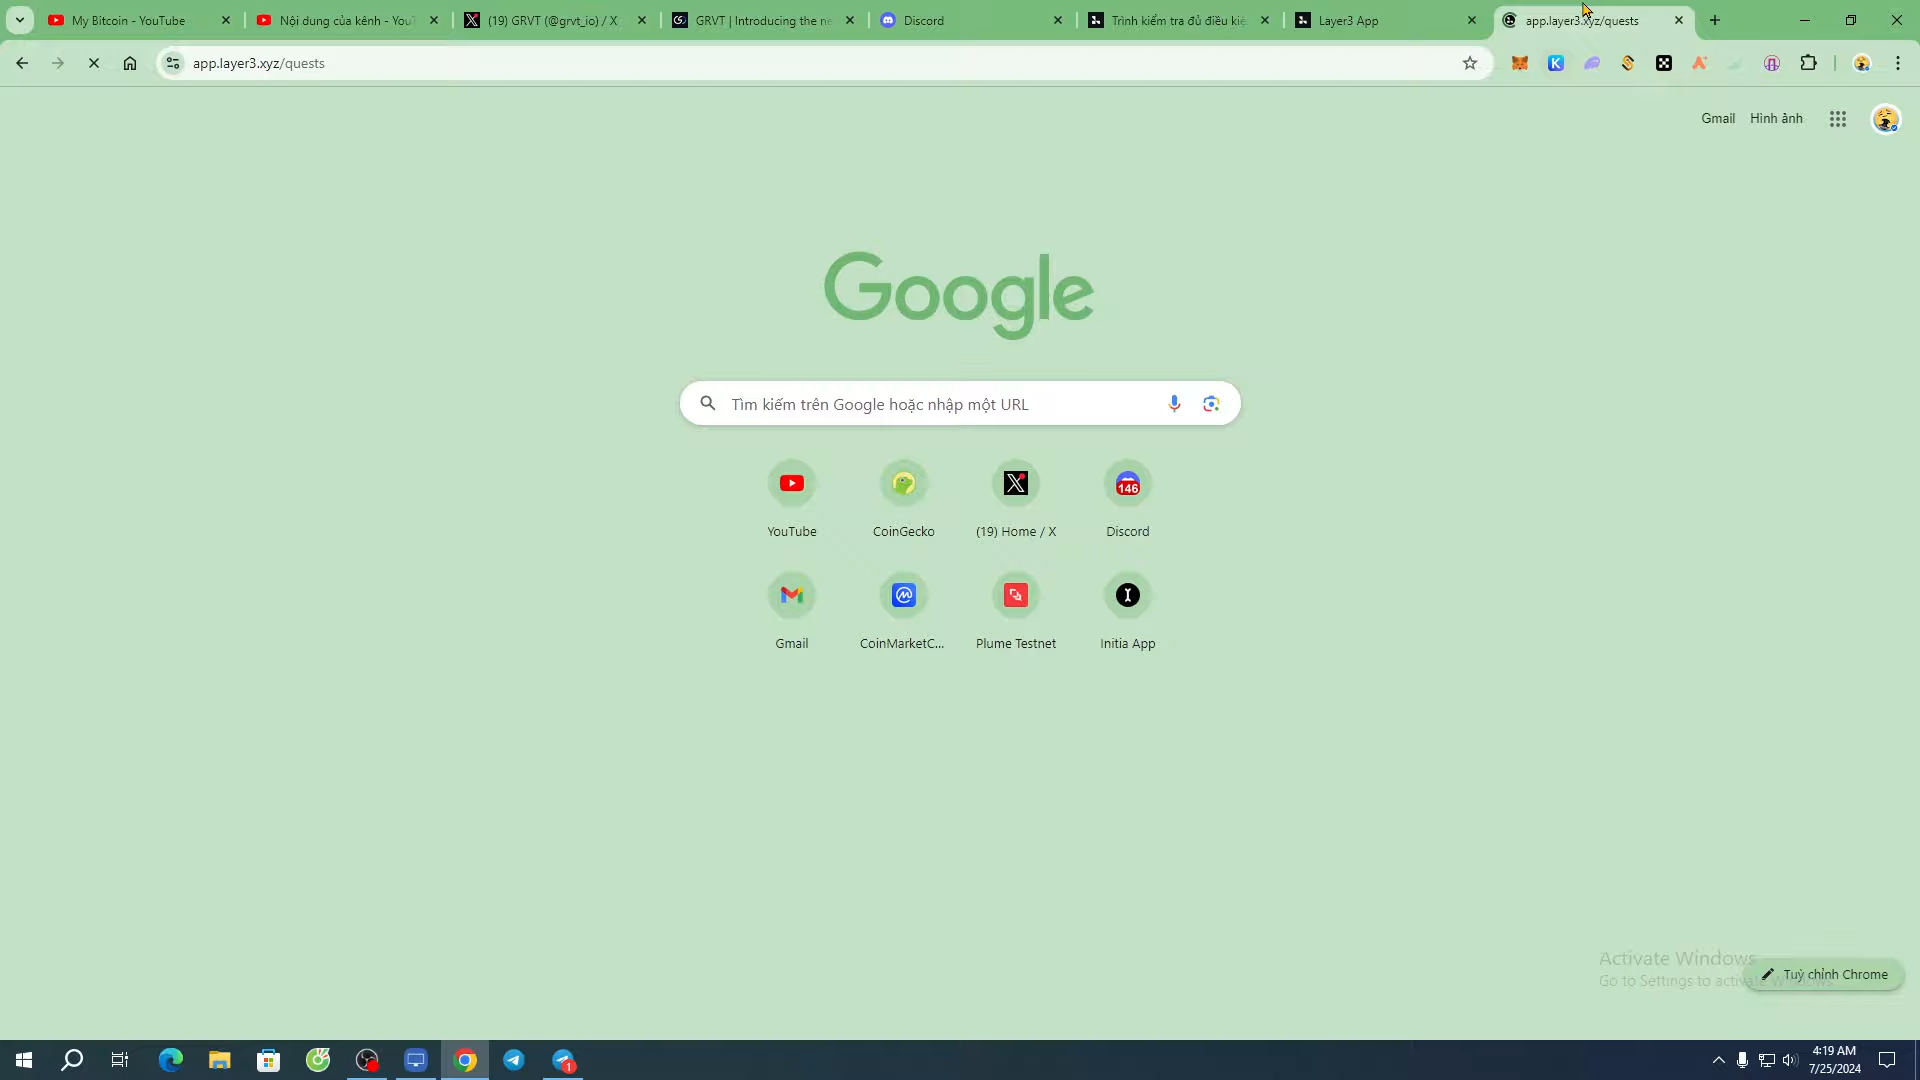 My Bitcoin - YouTube
Nội dung của kênh - You
(19) GRVT (@grvt_io) / X
GRVT | Introducing the ne
Discord
Trình kiểm tra đủ điều kiệ
Layer3 App
app.layer3.xyz/quests
app.layer3.xyz/quests
Gmail
Hình ảnh
Google
Tìm kiếm trên Google hoặc nhập một URL
146
YouTube
CoinGecko
(19) Home / X
Discord
Gmail
CoinMarketC...
Plume Testnet
Initia App
Activate Windows
Go to Settings to activate Windows.
Tuỳ chỉnh Chrome
1
4:19 AM
7/25/2024